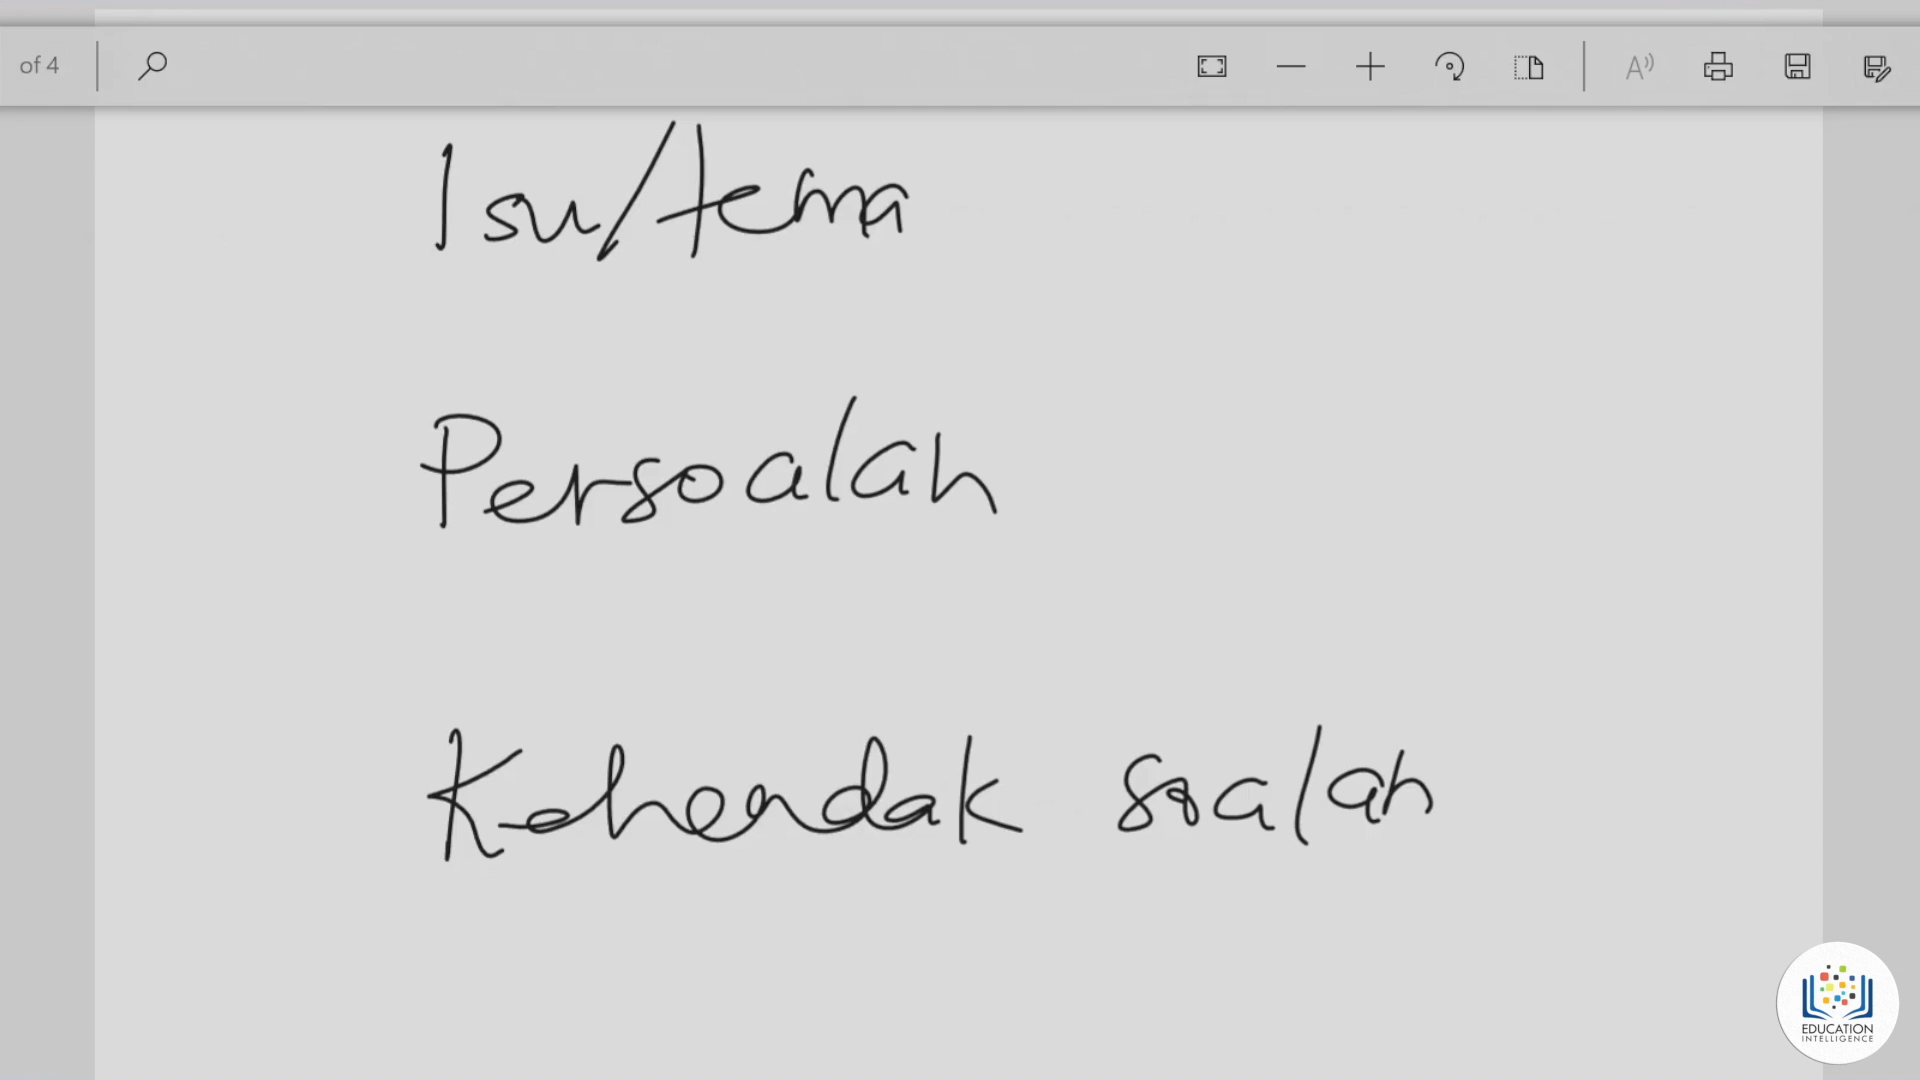 of 4
Isu/tema
Persoalan
Kehendak soalan
EDUCATION
INTELLIGENCE